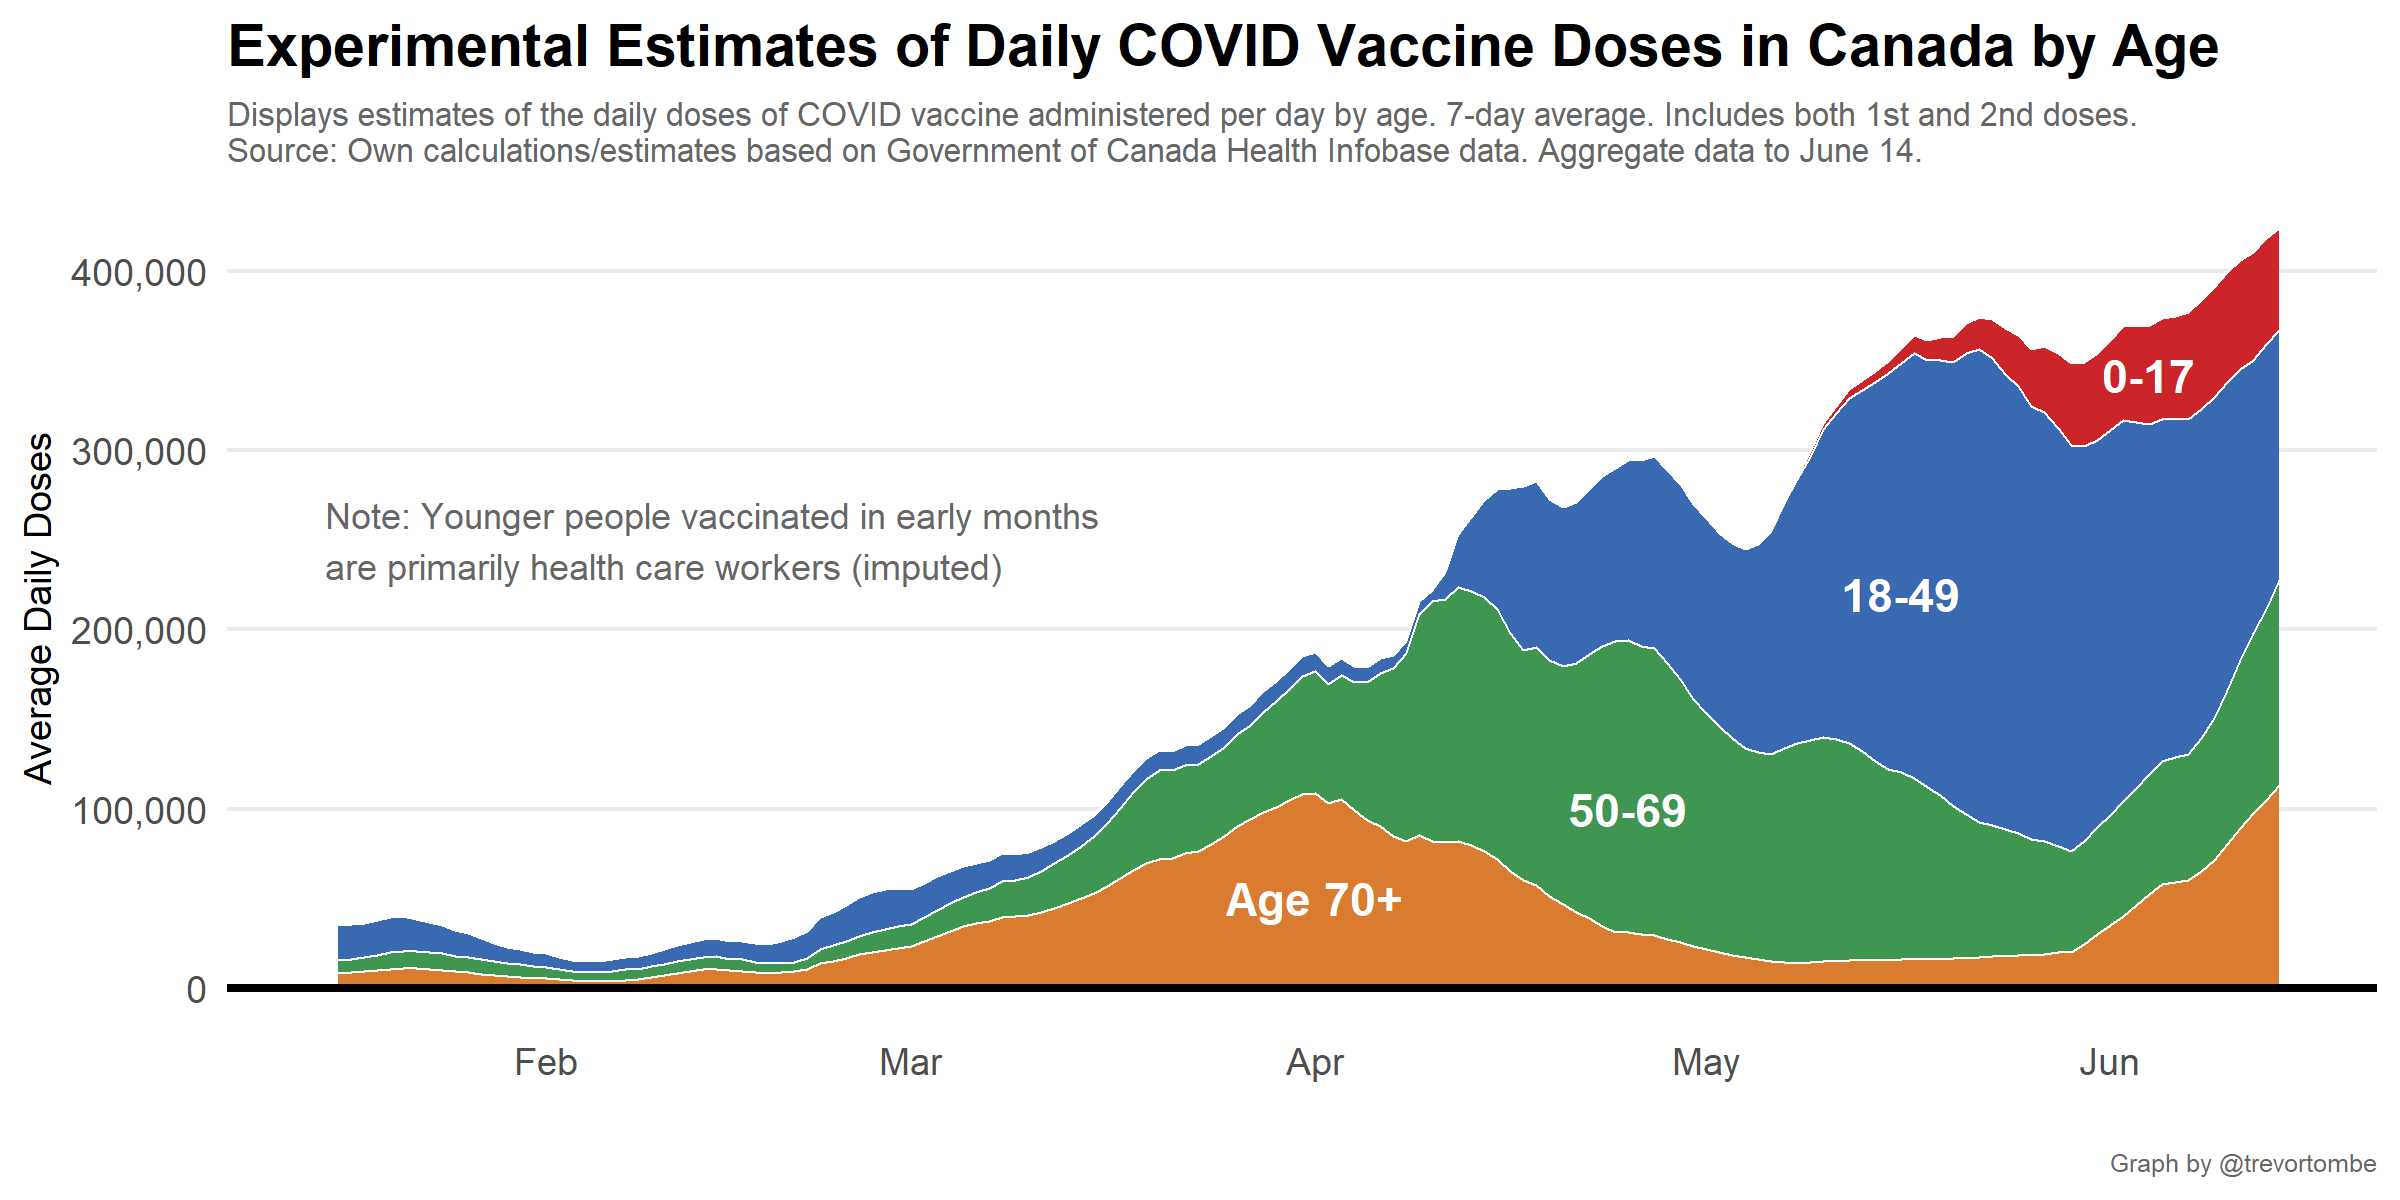 Experimental Estimates of Daily COVID Vaccine Doses in Canada by Age
Displays estimates of the daily doses of COVID vaccine administered per day by age. 7-day average. Includes both 1st and 2nd doses.
Source: Own calculations/estimates based on Government of Canada Health Infobase data. Aggregate data to June 14.
Average Daily Doses
400,000
300,000
200,000
100,000
0
Note: Younger people vaccinated in early months
are primarily health care workers (imputed)
0-17
18-49
50-69
Age 70+
Feb
Mar
Apr
May
Jun
Graph by @trevortombe